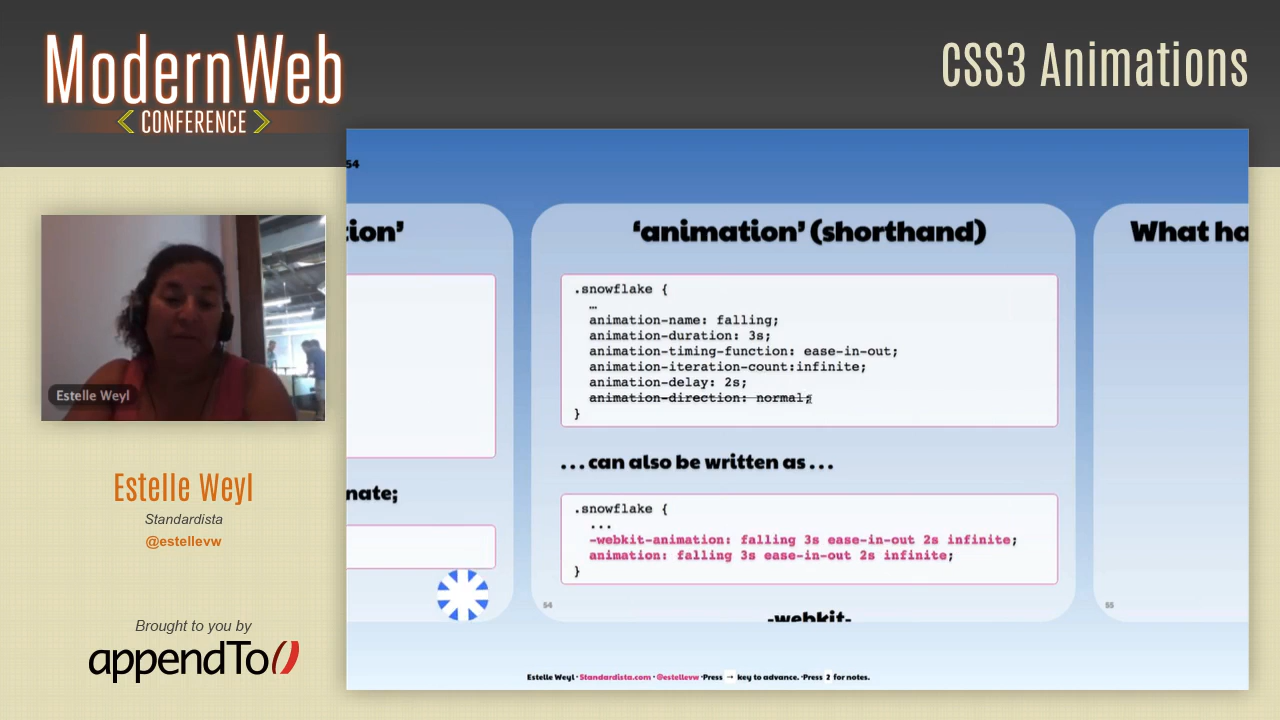 ModernWeb
CONFERENCE
CSS3 Animations
Estelle Weyl
Estelle Weyl
Standardista
@estellevw
Brought to you by
appendTo()
54
tion’
nate;
‘animation’ (shorthand)
.snowflake {
…
animation-name: falling;
animation-duration: 3s;
animation-timing-function: ease-in-out;
animation-iteration-count:infinite;
animation-delay: 2s;
animation-direction: normal;
}
...can also be written as...
.snowflake {
...
-webkit-animation: falling 3s ease-in-out 2s infinite;
animation: falling 3s ease-in-out 2s infinite;
}
54
-webkit-
What ha
55
Estelle Weyl · Standardista.com · @estellevw ·Press → key to advance. ·Press 2 for notes.